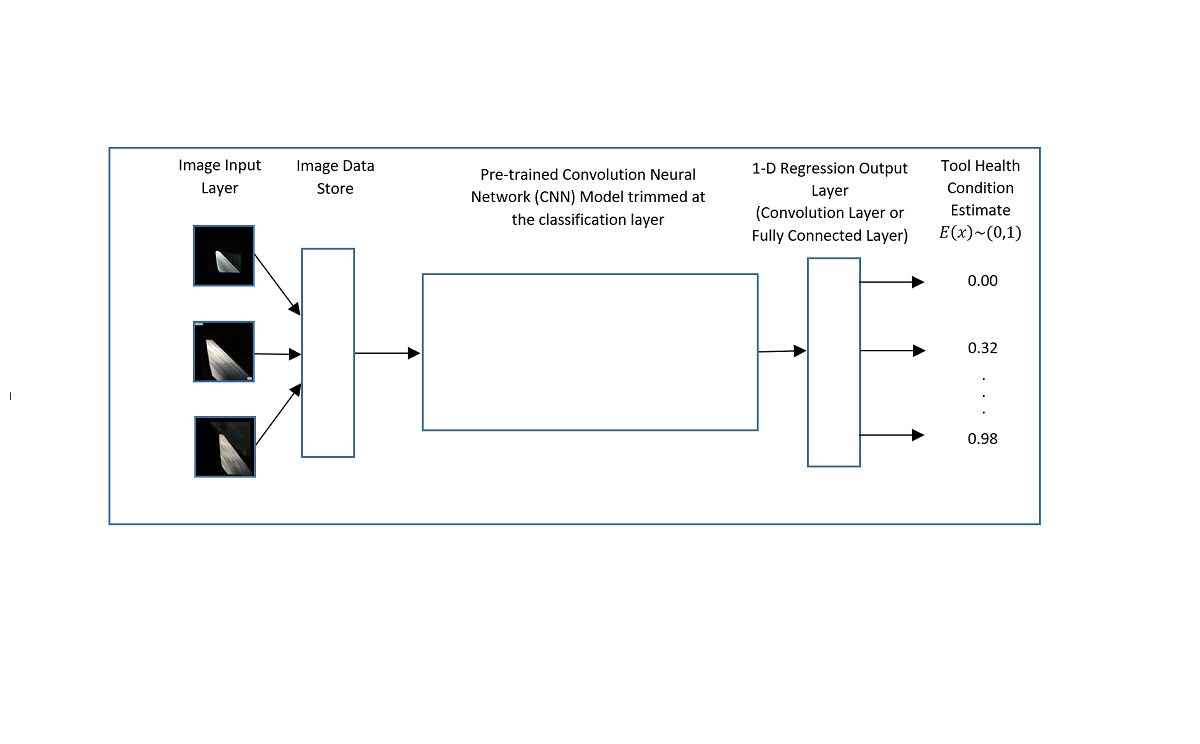 Image Input
Layer
Image Data
Store
Pre-trained Convolution Neural
Network (CNN) Model trimmed at
the classification layer
1-D Regression Output
Layer
(Convolution Layer or
Fully Connected Layer)
Tool Health
Condition
Estimate
E(x)~(0,1)
0.00
0.32
.
.
.
0.98